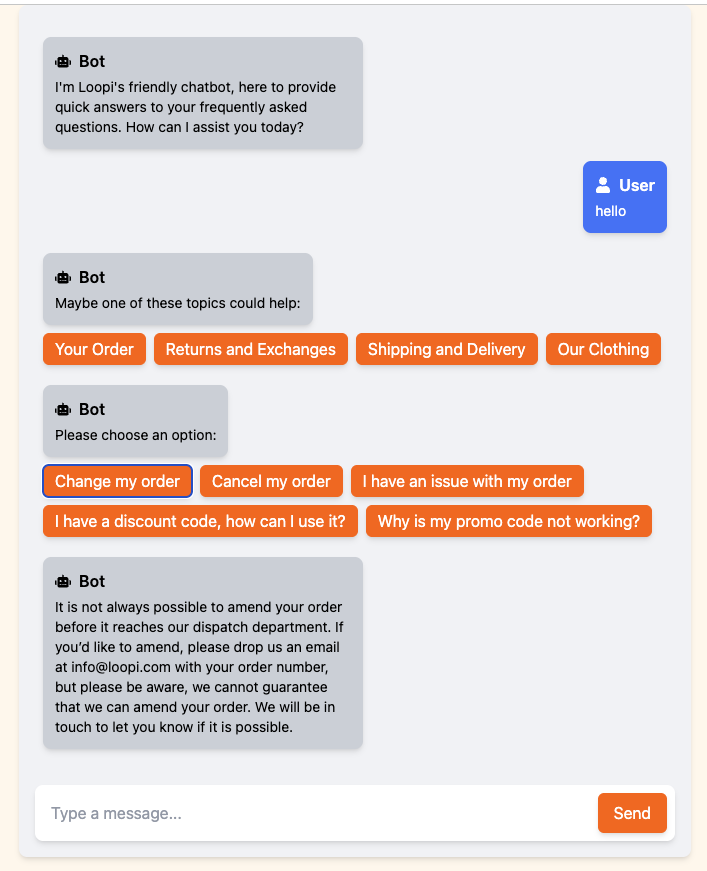 Bot
I'm Loopi's friendly chatbot, here to provide
quick answers to your frequently asked
questions. How can I assist you today?
User
hello
Bot
Maybe one of these topics could help:
Your Order Returns and Exchanges Shipping and Delivery Our Clothing
Bot
Please choose an option:
Change my order Cancel my order I have an issue with my order
I have a discount code, how can I use it? Why is my promo code not working?
Bot
It is not always possible to amend your order
before it reaches our dispatch department. If
you’d like to amend, please drop us an email
at info@loopi.com with your order number,
but please be aware, we cannot guarantee
that we can amend your order. We will be in
touch to let you know if it is possible.
Type a message... Send